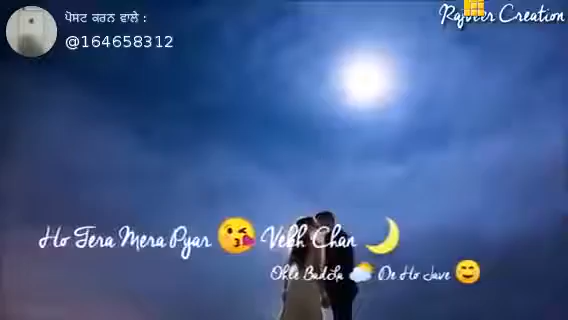 ਪੋਸਟ ਕਰਨ ਵਾਲੇ :
@164658312
Rajveer Creation
Ho Tera Mera Pyar 😘 Vekh Chan 🌙
Ohle Badla ⛅ De Ho Jave 😊